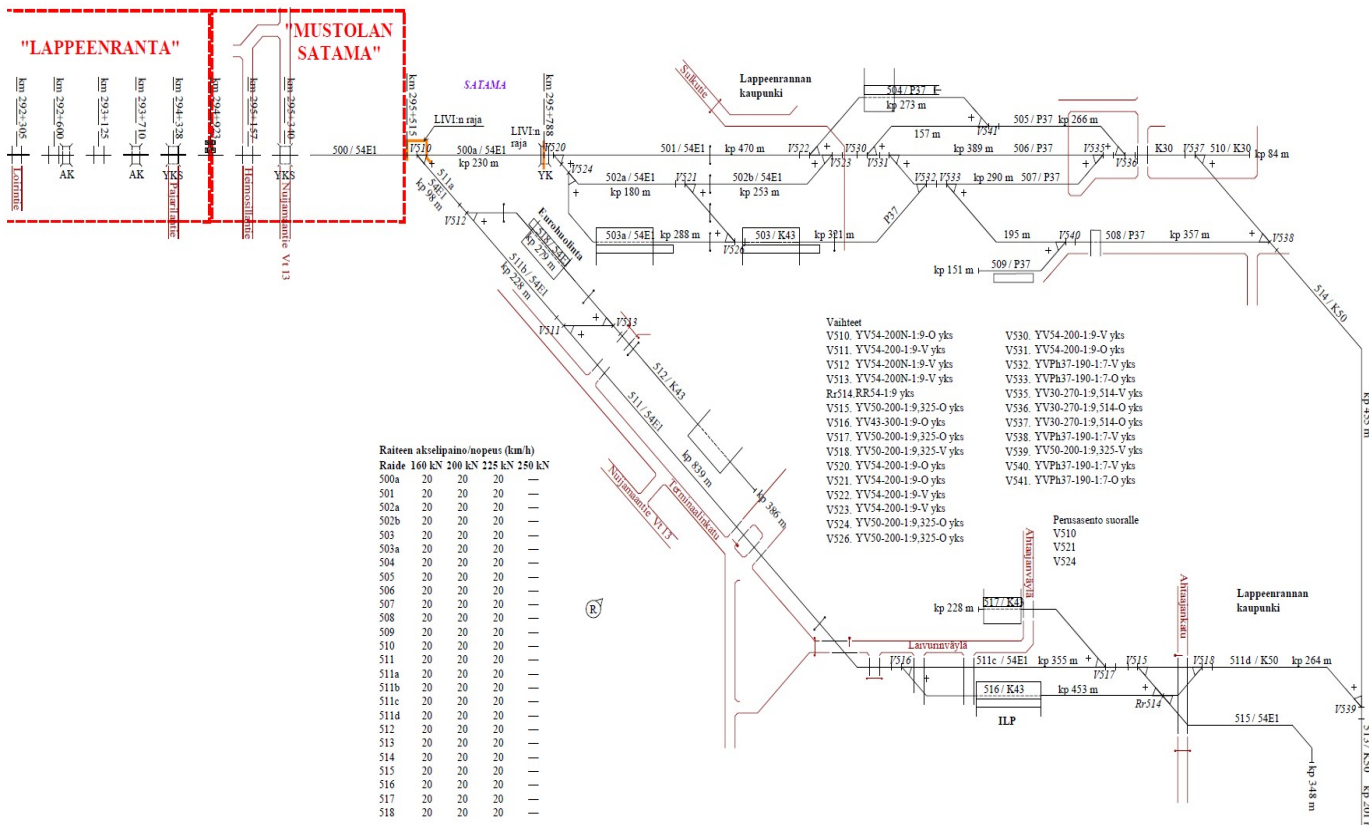 "LAPPEENRANTA"
"MUSTOLAN
SATAMA"
km 292+305
km 292+600
km 293+125
km 293+710
km 294+328
km 294+923
km 295+157
km 295+340
km 295+515
km 295+788
AK
AK
YKS
YKS
YK
Loirintie
Pajarilantie
Heimosillantie
Nuijamaantie Vt 13
SATAMA
LIVI:n raja
LIVI:n
raja
500 / 54E1
V510
500a / 54E1
kp 230 m
V520
V524
501 / 54E1
kp 470 m
502a / 54E1
kp 180 m
V521
502b / 54E1
kp 253 m
503a / 54E1
kp 288 m
V526
503 / K43
kp 321 m
Sulkutie
Lappeenrannan
kaupunki
504 / P37
kp 273 m
V541
505 / P37
kp 266 m
157 m
V522
V523
V530
V531
kp 389 m
506 / P37
V535
V536
K30
V537
510 / K30
kp 84 m
V532
V533
kp 290 m
507 / P37
P37
195 m
V540
508 / P37
kp 357 m
V538
kp 151 m
509 / P37
514 / K50
511a
54E1
kp 98 m
V512
Eurohuolinta
518 / 54E1
kp 279 m
511b / 54E1
kp 228 m
V511
V513
512 / K43
511 / 54E1
kp 839 m
kp 386 m
Nuijamaantie Vt 13
Terminaalinkatu
Vaihteet
V510. YV54-200N-1:9-O yks
V511. YV54-200-1:9-V yks
V512 YV54-200N-1:9-V yks
V513. YV54-200N-1:9-V yks
Rr514. RR54-1:9 yks
V515. YV50-200-1:9,325-O yks
V516. YV43-300-1:9-O yks
V517. YV50-200-1:9,325-O yks
V518. YV50-200-1:9,325-V yks
V520. YV54-200-1:9-O yks
V521. YV54-200-1:9-O yks
V522. YV54-200-1:9-V yks
V523. YV54-200-1:9-V yks
V524. YV50-200-1:9,325-O yks
V526. YV50-200-1:9,325-O yks
V530. YV54-200-1:9-V yks
V531. YV54-200-1:9-O yks
V532. YVPh37-190-1:7-V yks
V533. YVPh37-190-1:7-O yks
V535. YV30-270-1:9,514-V yks
V536. YV30-270-1:9,514-O yks
V537. YV30-270-1:9,514-O yks
V538. YVPh37-190-1:7-V yks
V539. YV50-200-1:9,325-V yks
V540. YVPh37-190-1:7-V yks
V541. YVPh37-190-1:7-O yks
Perusasento suoralle
V510
V521
V524
Raiteen akselipaino/nopeus (km/h)
Raide 160 kN 200 kN 225 kN 250 kN
500a 20 20 20 —
501 20 20 20 —
502a 20 20 20 —
502b 20 20 20 —
503 20 20 20 —
503a 20 20 20 —
504 20 20 20 —
505 20 20 20 —
506 20 20 20 —
507 20 20 20 —
508 20 20 20 —
509 20 20 20 —
510 20 20 20 —
511 20 20 20 —
511a 20 20 20 —
511b 20 20 20 —
511c 20 20 20 —
511d 20 20 20 —
512 20 20 20 —
513 20 20 20 —
514 20 20 20 —
515 20 20 20 —
516 20 20 20 —
517 20 20 20 —
518 20 20 20 —
R
Ahtaajanväylä
Ahtaajankatu
Lappeenrannan
kaupunki
kp 228 m
517 / K43
Laivurinväylä
V516
511c / 54E1
kp 355 m
V517
V515
V518
511d / K50
kp 264 m
516 / K43
kp 453 m
ILP
Rr514
515 / 54E1
kp 348 m
V539
513 / K50